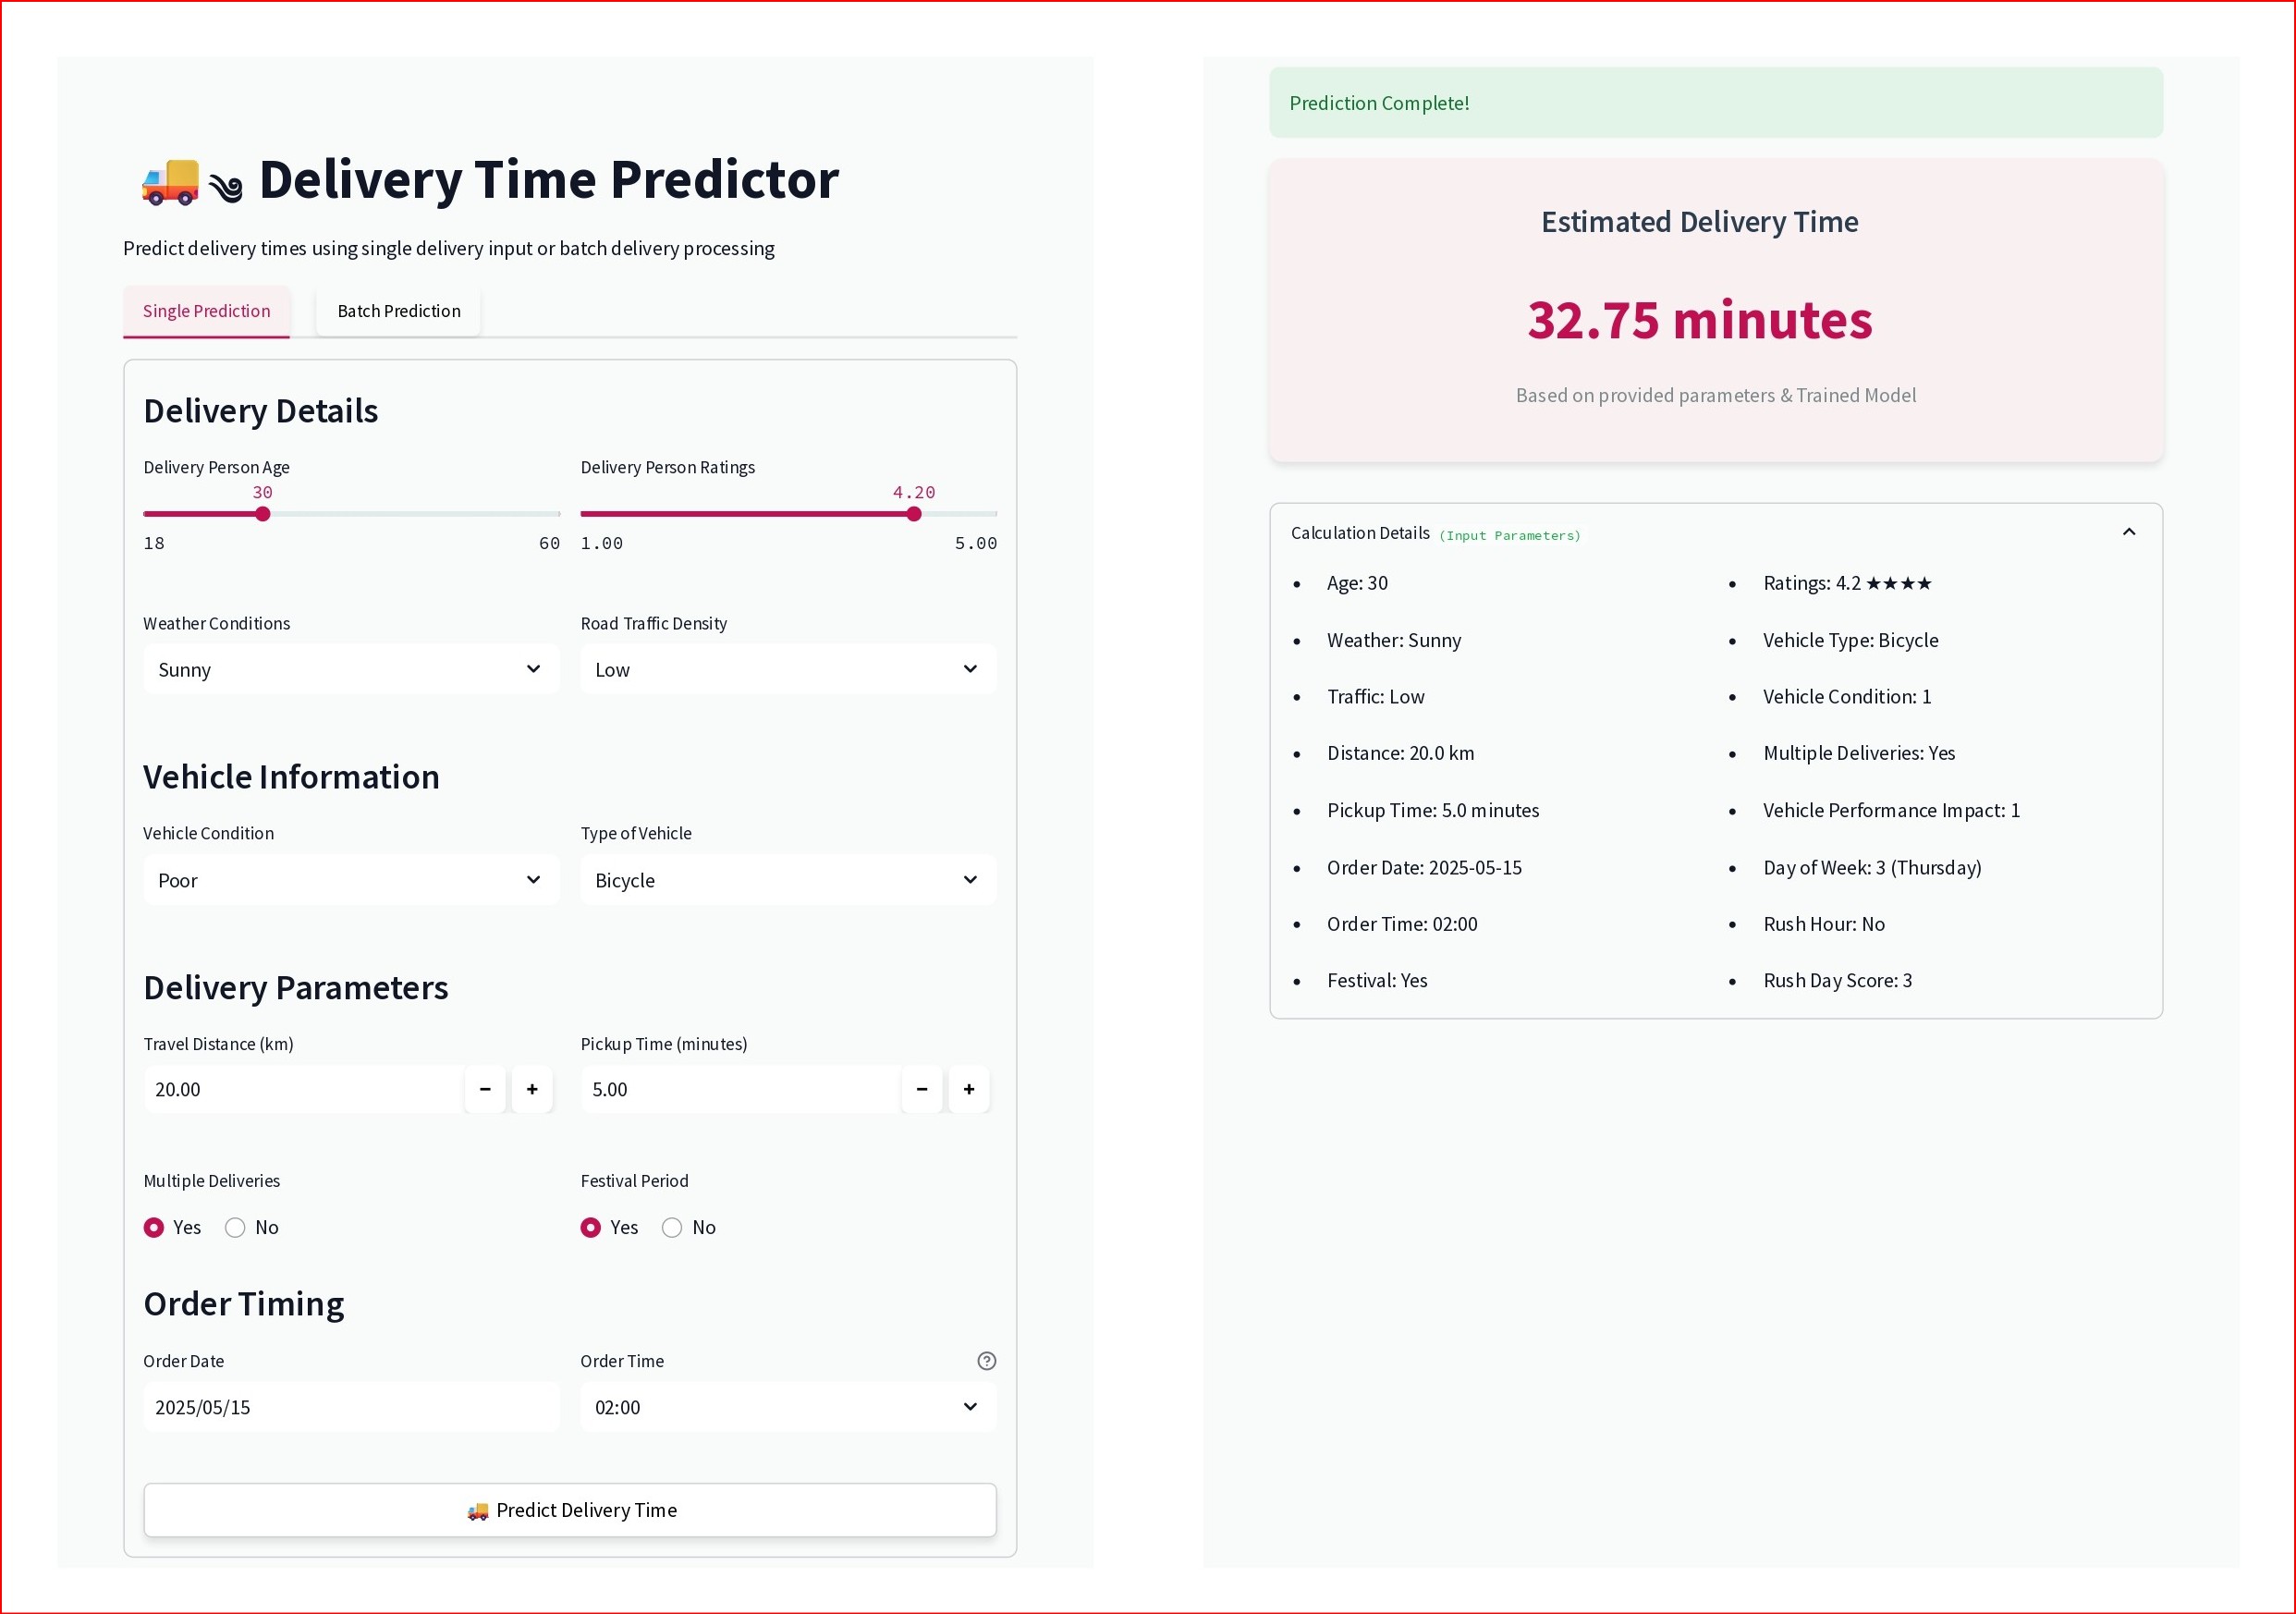 🚚༄ Delivery Time Predictor
Predict delivery times using single delivery input or batch delivery processing
Single Prediction
Batch Prediction
Delivery Details
Delivery Person Age
Delivery Person Ratings
30
4.20
18
60
1.00
5.00
Weather Conditions
Road Traffic Density
Sunny
Low
Vehicle Information
Vehicle Condition
Type of Vehicle
Poor
Bicycle
Delivery Parameters
Travel Distance (km)
Pickup Time (minutes)
20.00
− +
5.00
− +
Multiple Deliveries
Festival Period
Yes
No
Yes
No
Order Timing
Order Date
Order Time
2025/05/15
02:00
🚚 Predict Delivery Time
Prediction Complete!
Estimated Delivery Time
32.75 minutes
Based on provided parameters & Trained Model
Calculation Details (Input Parameters)
• Age: 30
• Weather: Sunny
• Traffic: Low
• Distance: 20.0 km
• Pickup Time: 5.0 minutes
• Order Date: 2025-05-15
• Order Time: 02:00
• Festival: Yes
• Ratings: 4.2 ★★★★
• Vehicle Type: Bicycle
• Vehicle Condition: 1
• Multiple Deliveries: Yes
• Vehicle Performance Impact: 1
• Day of Week: 3 (Thursday)
• Rush Hour: No
• Rush Day Score: 3